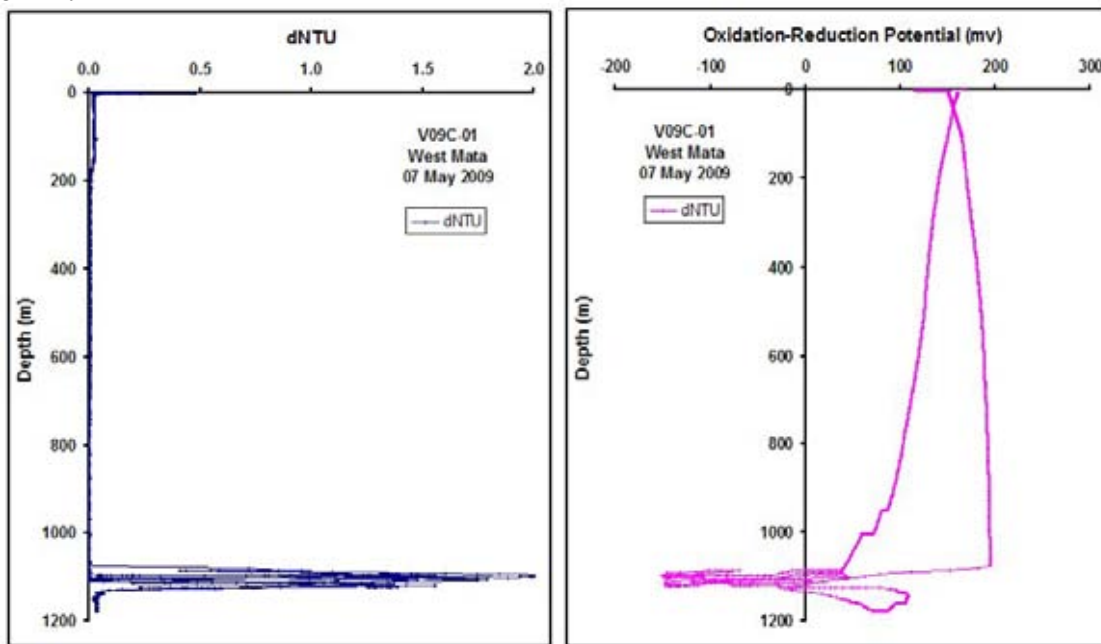 dNTU
0.0 0.5 1.0 1.5 2.0
0
200
400
600
800
1000
1200
Depth (m)
V09C-01
West Mata
07 May 2009
dNTU
Oxidation-Reduction Potential (mv)
-200 -100 0 100 200 300
0
200
400
600
800
1000
1200
Depth (m)
V09C-01
West Mata
07 May 2009
dNTU